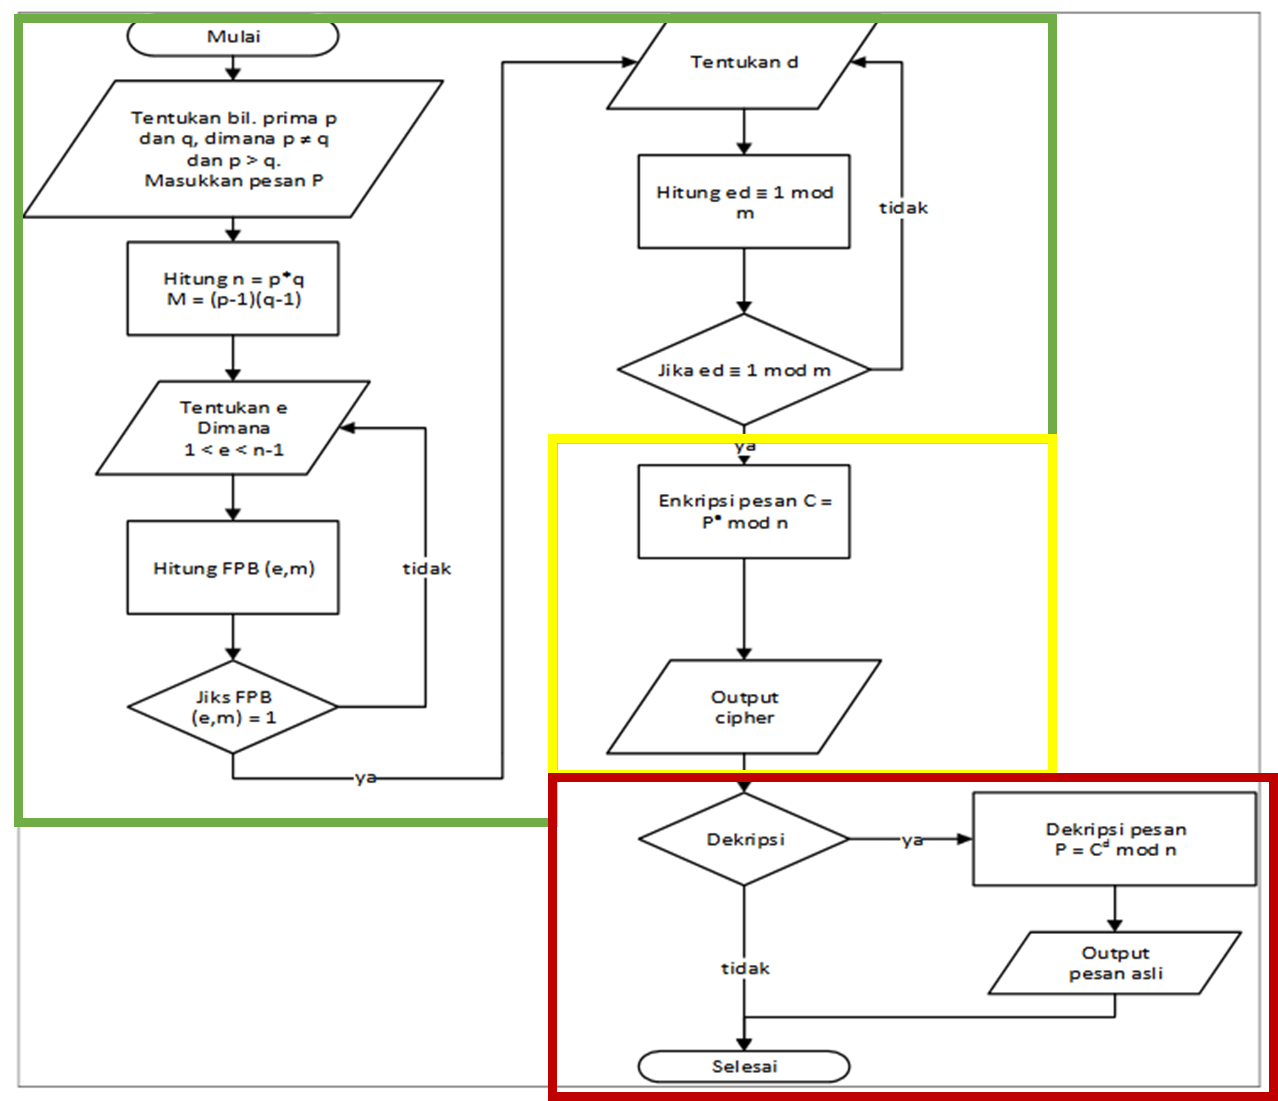 Mulai
Tentukan bil. prima p
dan q, dimana p ≠ q
dan p > q.
Masukkan pesan P
Hitung n = p*q
M = (p-1)(q-1)
Tentukan e
Dimana
1 < e < n-1
Hitung FPB (e,m)
tidak
Jiks FPB
(e,m) = 1
ya
Tentukan d
Hitung ed ≡ 1 mod
m
tidak
Jika ed ≡ 1 mod m
ya
Enkripsi pesan C =
Pᵉ mod n
Output
cipher
Dekripsi
ya
Dekripsi pesan
P = Cᵈ mod n
Output
pesan asli
tidak
Selesai